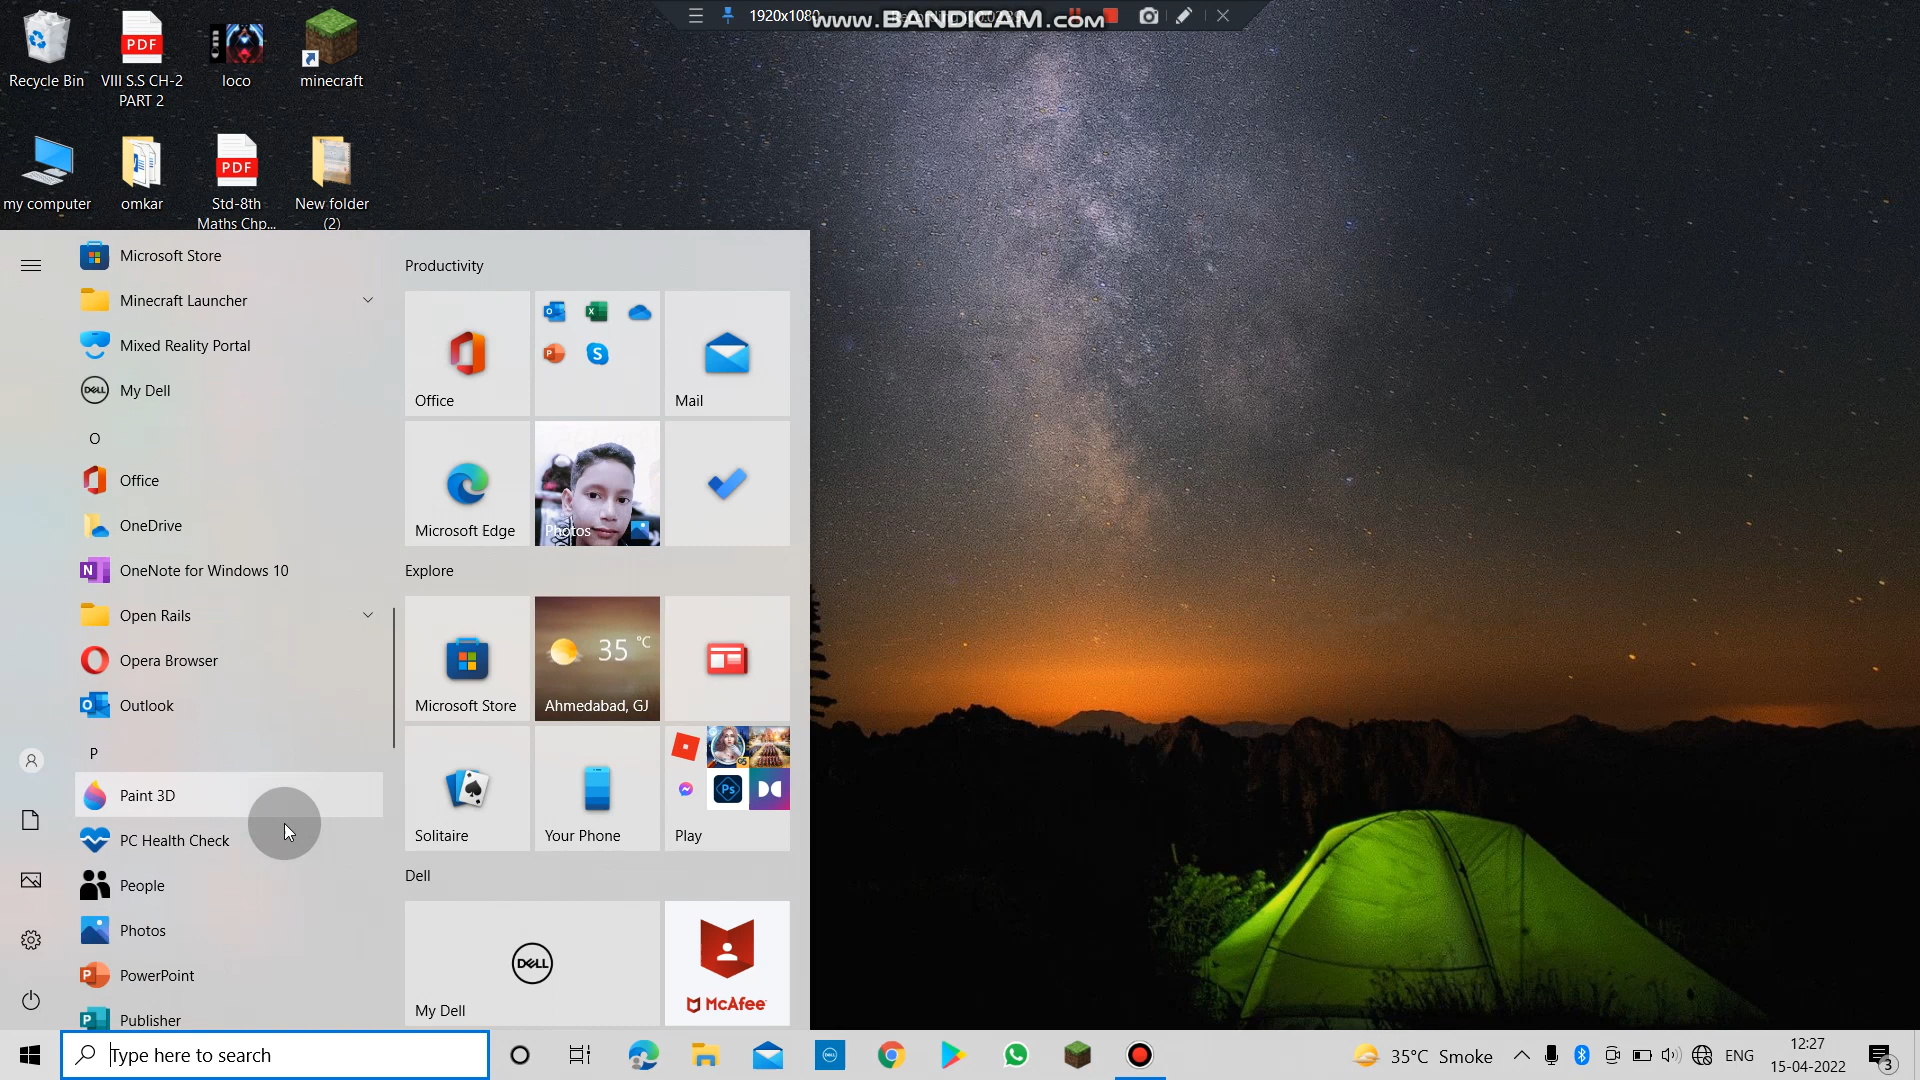 1920x1080
www.BANDICAM.com
Recycle Bin
VIII S.S CH-2
PART 2
loco
minecraft
my computer
omkar
Std-8th
Maths Chp...
New folder
(2)
PDF
PDF
Microsoft Store
Minecraft Launcher
Mixed Reality Portal
My Dell
O
Office
OneDrive
OneNote for Windows 10
Open Rails
Opera Browser
Outlook
P
Paint 3D
PC Health Check
People
Photos
PowerPoint
Publisher
Productivity
Office
Mail
Microsoft Edge
Photos
Explore
Microsoft Store
35 °C
Ahmedabad, GJ
Solitaire
Your Phone
Play
Dell
DELL
My Dell
McAfee
Type here to search
35°C Smoke
ENG
12:27
15-04-2022
3